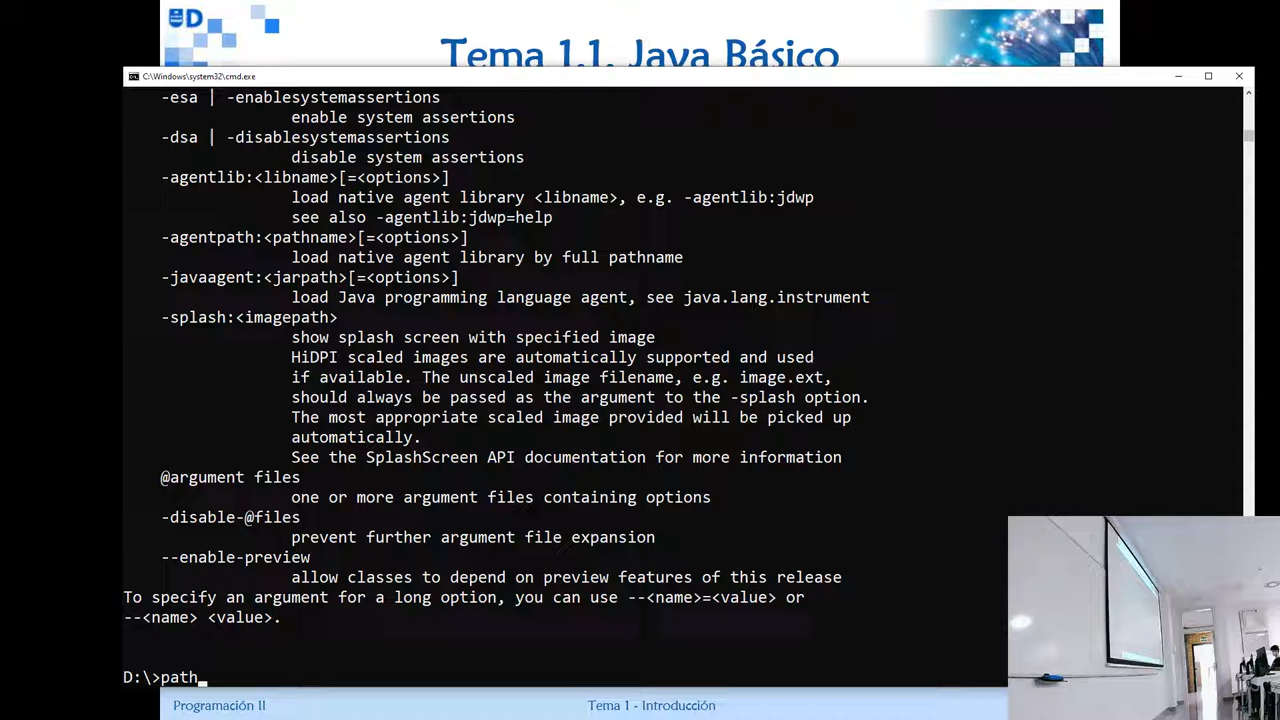 D
Tema 1.1. Java Básico
C:\Windows\system32\cmd.exe
-esa | -enablesystemassertions
enable system assertions
-dsa | -disablesystemassertions
disable system assertions
-agentlib:<libname>[=<options>]
load native agent library <libname>, e.g. -agentlib:jdwp
see also -agentlib:jdwp=help
-agentpath:<pathname>[=<options>]
load native agent library by full pathname
-javaagent:<jarpath>[=<options>]
load Java programming language agent, see java.lang.instrument
-splash:<imagepath>
show splash screen with specified image
HiDPI scaled images are automatically supported and used
if available. The unscaled image filename, e.g. image.ext,
should always be passed as the argument to the -splash option.
The most appropriate scaled image provided will be picked up
automatically.
See the SplashScreen API documentation for more information
@argument files
one or more argument files containing options
-disable-@files
prevent further argument file expansion
--enable-preview
allow classes to depend on preview features of this release
To specify an argument for a long option, you can use --<name>=<value> or
--<name> <value>.
D:\>path_
Programación II
Tema 1 - Introducción